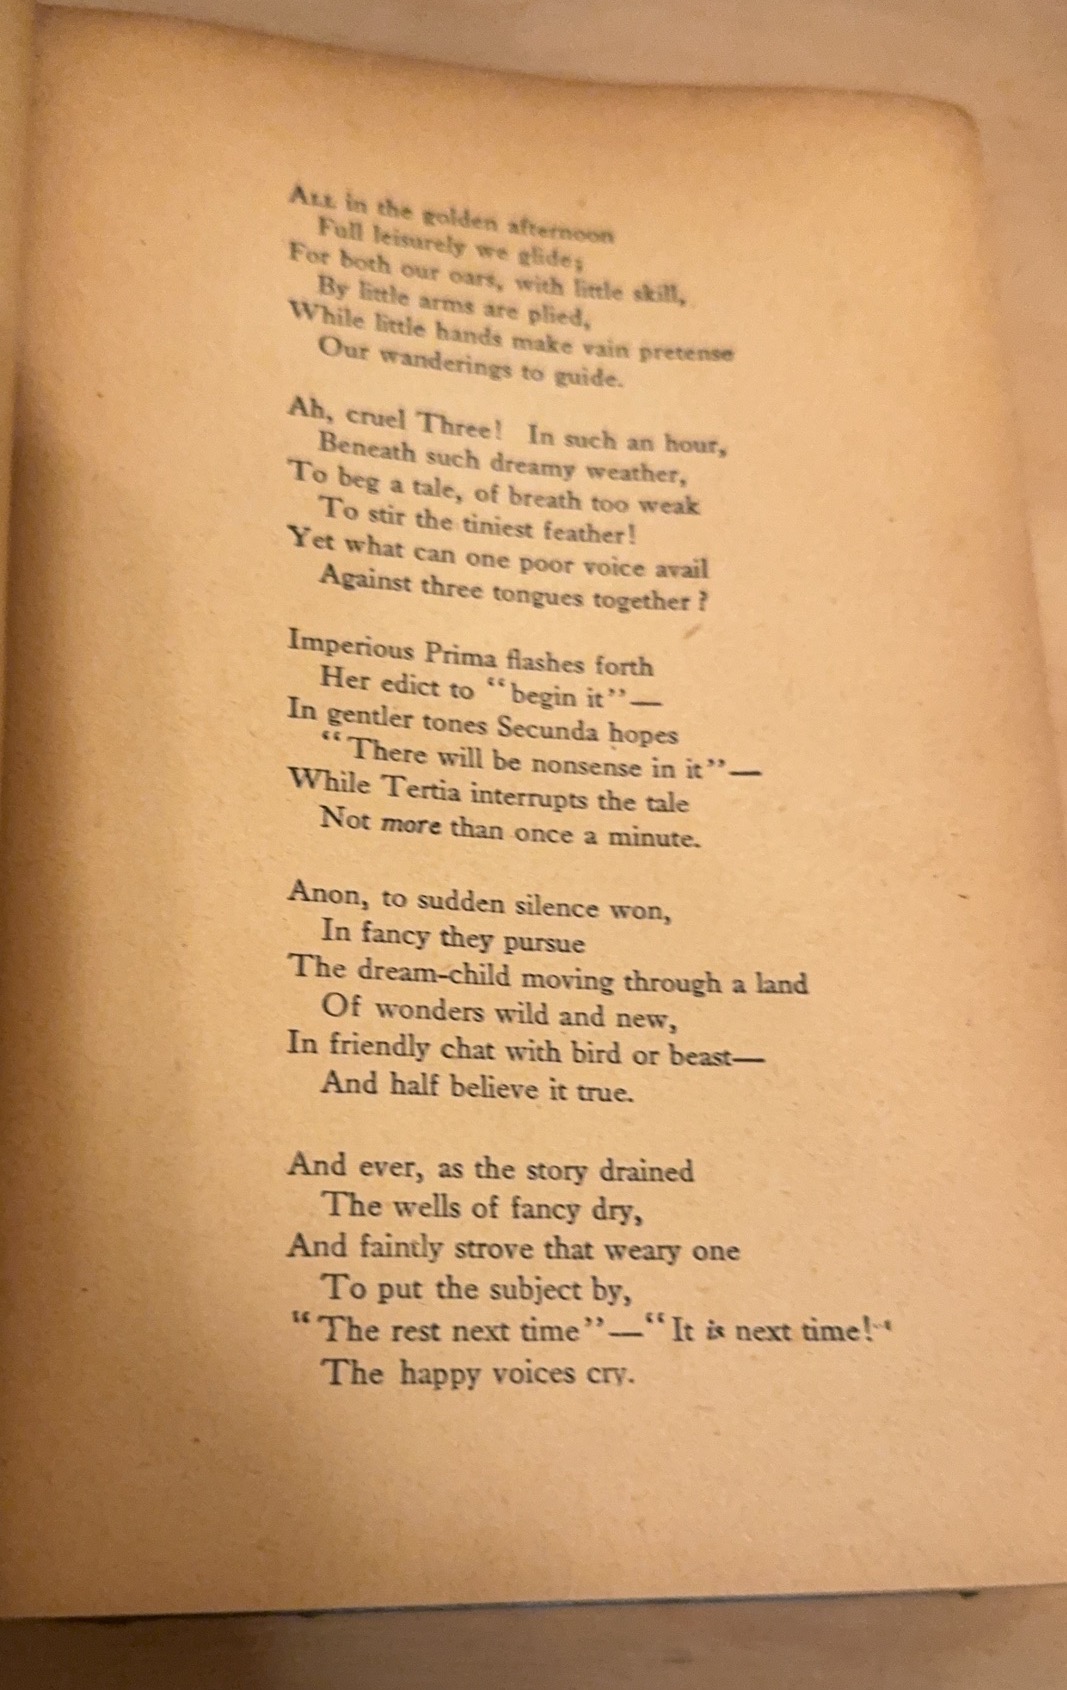 ALL in the golden afternoon
Full leisurely we glide;
For both our oars, with little skill,
By little arms are plied,
While little hands make vain pretense
Our wanderings to guide.
Ah, cruel Three! In such an hour,
Beneath such dreamy weather,
To beg a tale, of breath too weak
To stir the tiniest feather!
Yet what can one poor voice avail
Against three tongues together?
Imperious Prima flashes forth
Her edict to “begin it”—
In gentler tones Secunda hopes
“There will be nonsense in it”—
While Tertia interrupts the tale
Not more than once a minute.
Anon, to sudden silence won,
In fancy they pursue
The dream-child moving through a land
Of wonders wild and new,
In friendly chat with bird or beast—
And half believe it true.
And ever, as the story drained
The wells of fancy dry,
And faintly strove that weary one
To put the subject by,
“The rest next time”—“It is next time!”
The happy voices cry.